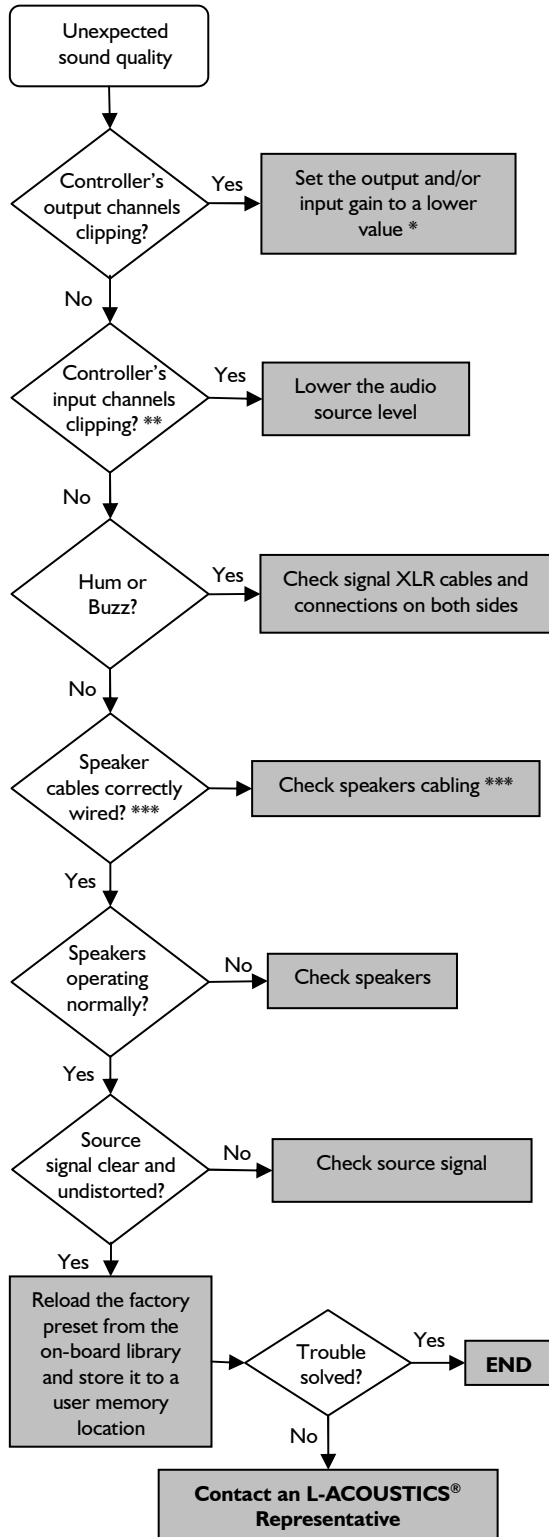 Unexpected
sound quality
Controller's
output channels
clipping?
Yes
Set the output and/or
input gain to a lower
value *
No
Controller's
input channels
clipping? **
Yes
Lower the audio
source level
No
Hum or
Buzz?
Yes
Check signal XLR cables and
connections on both sides
No
Speaker
cables correctly
wired? ***
Check speakers cabling ***
Yes
Speakers
operating
normally?
No
Check speakers
Yes
Source
signal clear and
undistorted?
No
Check source signal
Yes
Reload the factory
preset from the
on-board library
and store it to a
user memory
location
Trouble
solved?
Yes
END
No
Contact an L-ACOUSTICS®
Representative